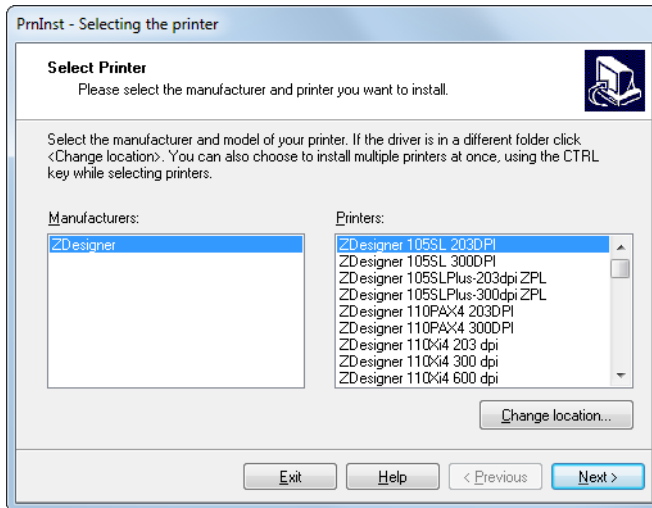 PrnInst - Selecting the printer
Select Printer
Please select the manufacturer and printer you want to install.
Select the manufacturer and model of your printer. If the driver is in a different folder click
<Change location>. You can also choose to install multiple printers at once, using the CTRL
key while selecting printers.
Manufacturers:
ZDesigner
Printers:
ZDesigner 105SL 203DPI
ZDesigner 105SL 300DPI
ZDesigner 105SLPlus-203dpi ZPL
ZDesigner 105SLPlus-300dpi ZPL
ZDesigner 110PAX4 203DPI
ZDesigner 110PAX4 300DPI
ZDesigner 110Xi4 203 dpi
ZDesigner 110Xi4 300 dpi
ZDesigner 110Xi4 600 dpi
Change location...
Exit
Help
< Previous
Next >